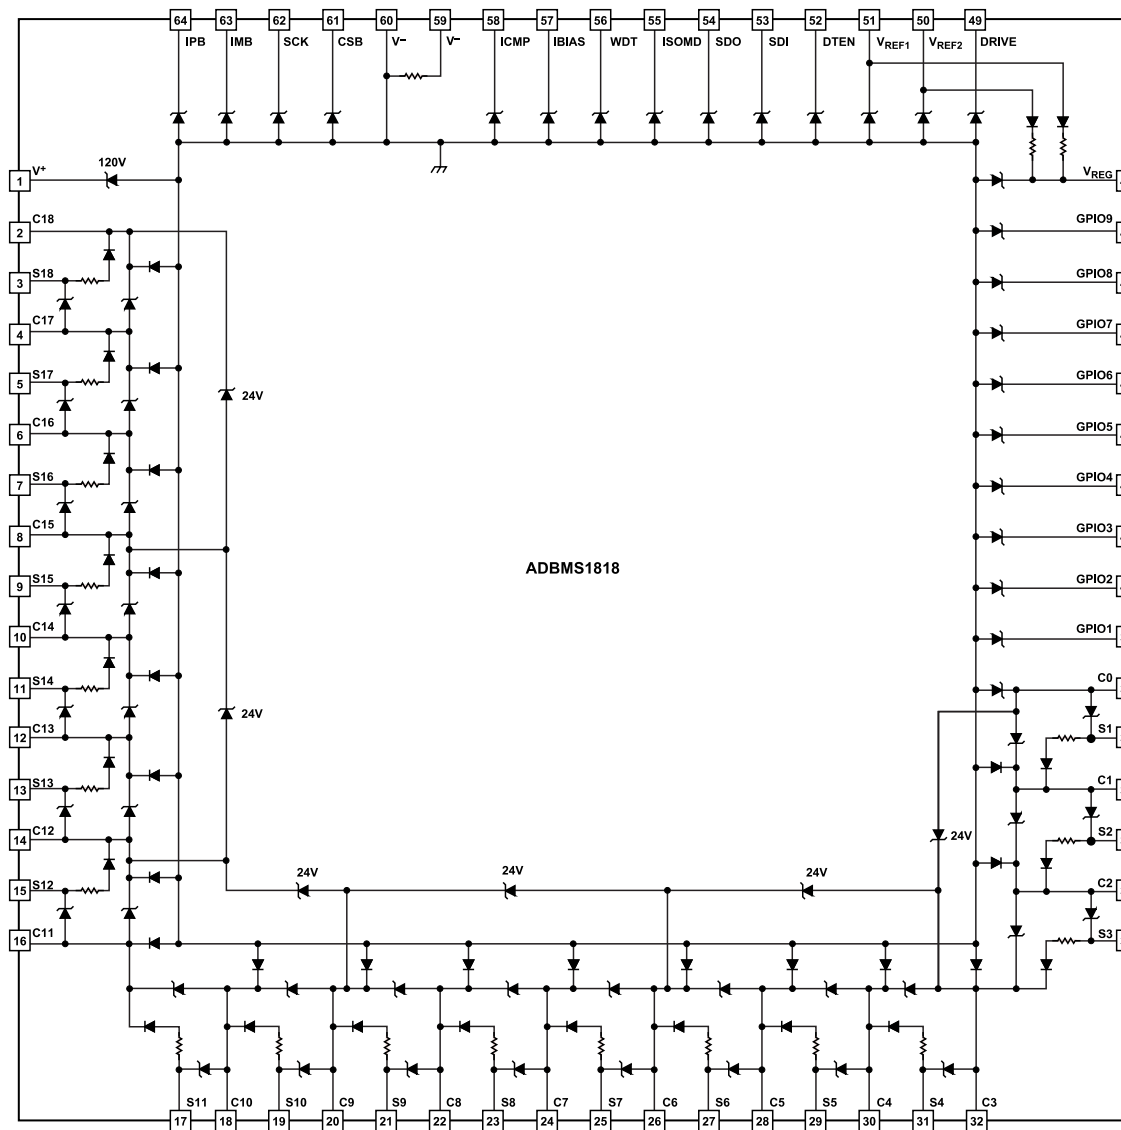 64 63 62 61 60 59 58 57 56 55 54 53 52 51 50 49
IPB IMB SCK CSB V– V– ICMP IBIAS WDT ISOMD SDO SDI DTEN VREF1 VREF2 DRIVE
120V
1 V+
VREG
2 C18
GPIO9
3 S18
GPIO8
4 C17
GPIO7
5 S17
GPIO6
24V
6 C16
GPIO5
7 S16
GPIO4
8 C15
GPIO3
ADBMS1818
9 S15
GPIO2
10 C14
GPIO1
11 S14
C0
24V
12 C13
S1
13 S13
C1
14 C12
S2
24V
24V 24V 24V
15 S12
C2
16 C11
S3
S11 C10 S10 C9 S9 C8 S8 C7 S7 C6 S6 C5 S5 C4 S4 C3
17 18 19 20 21 22 23 24 25 26 27 28 29 30 31 32